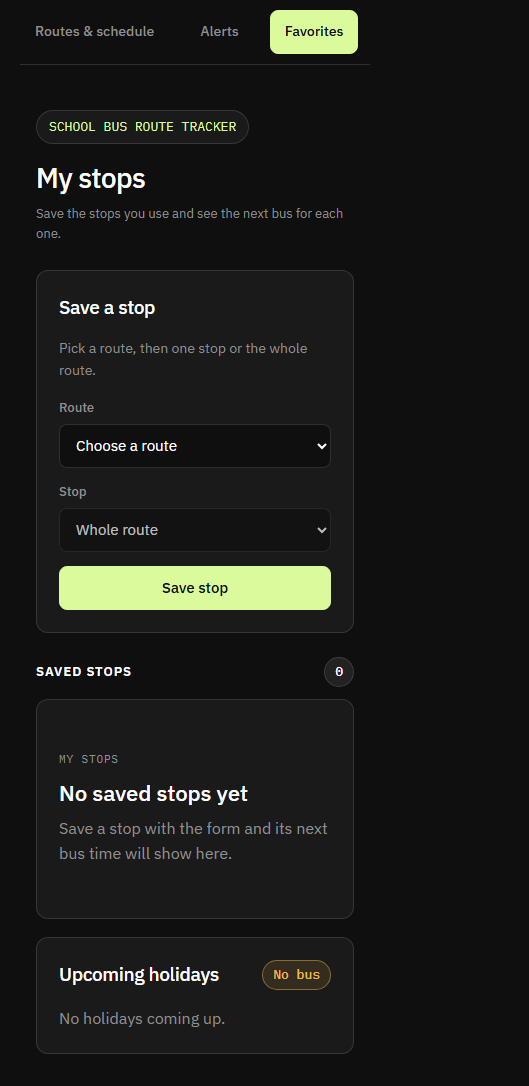 Routes & schedule Alerts Favorites
SCHOOL BUS ROUTE TRACKER
My stops
Save the stops you use and see the next bus for each
one.
Save a stop
Pick a route, then one stop or the whole
route.
Route
Choose a route
Stop
Whole route
Save stop
SAVED STOPS 0
MY STOPS
No saved stops yet
Save a stop with the form and its next
bus time will show here.
Upcoming holidays No bus
No holidays coming up.